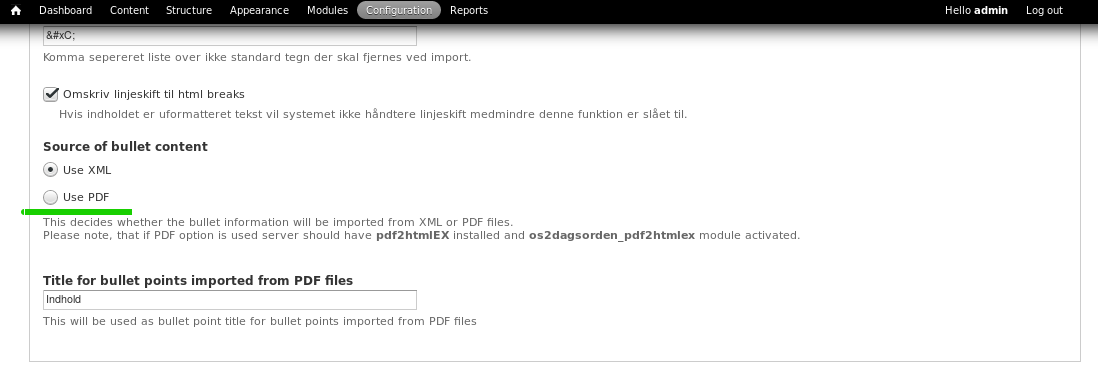 Dashboard Content Structure Appearance Modules Configuration Reports Hello admin Log out
&#xC;
Komma sepereret liste over ikke standard tegn der skal fjernes ved import.
Omskriv linjeskift til html breaks
Hvis indholdet er uformatteret tekst vil systemet ikke håndtere linjeskift medmindre denne funktion er slået til.
Source of bullet content
Use XML
Use PDF
This decides whether the bullet information will be imported from XML or PDF files.
Please note, that if PDF option is used server should have pdf2htmlEX installed and os2dagsorden_pdf2htmlex module activated.
Title for bullet points imported from PDF files
Indhold
This will be used as bullet point title for bullet points imported from PDF files